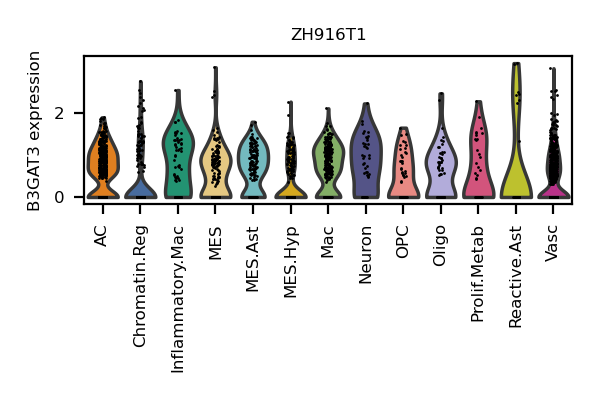 ZH916T1
B3GAT3 expression
2
0
AC
Chromatin.Reg
Inflammatory.Mac
MES
MES.Ast
MES.Hyp
Mac
Neuron
OPC
Oligo
Prolif.Metab
Reactive.Ast
Vasc